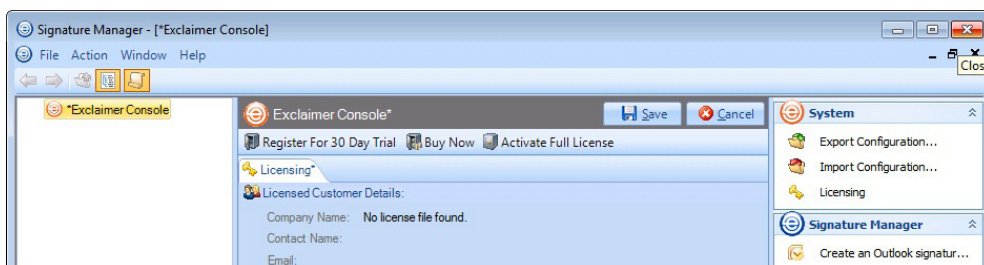 Signature Manager - [*Exclaimer Console]
File Action Window Help
Clos
*Exclaimer Console
Exclaimer Console*
Save
Cancel
Register For 30 Day Trial Buy Now Activate Full License
Licensing*
Licensed Customer Details:
Company Name: No license file found.
Contact Name:
Email:
System
Export Configuration...
Import Configuration...
Licensing
Signature Manager
Create an Outlook signatur...